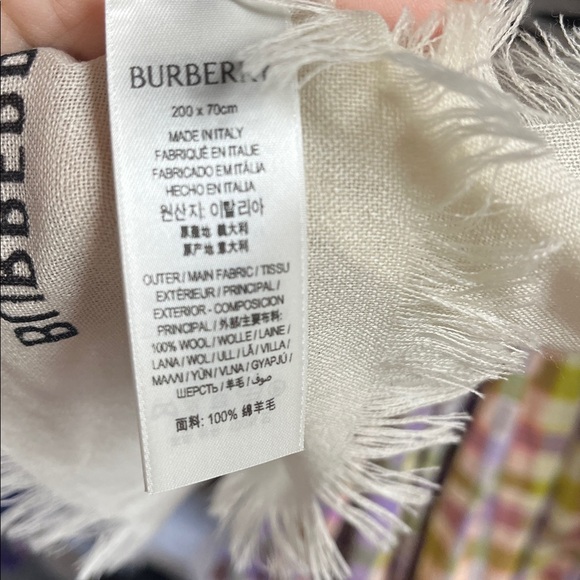 BURBERRY
200 x 70cm
MADE IN ITALY
FABRIQUÉ EN ITALIE
FABRICADO EM ITÁLIA
HECHO EN ITALIA
원산지: 이탈리아
原產地: 義大利
原产地: 意大利
OUTER / MAIN FABRIC / TISSU
EXTÉRIEUR / PRINCIPAL /
EXTERIOR - COMPOSICION
PRINCIPAL / 外部/主要布料:
100% WOOL / WOLLE / LAINE /
LANA / WOL / ULL / LÃ / VILLA /
ΜΑΛΛΙ / YÜN / VLNA / GYAPJÚ /
ШЕРСТЬ / 羊毛 / صوف
面料: 100% 绵羊毛